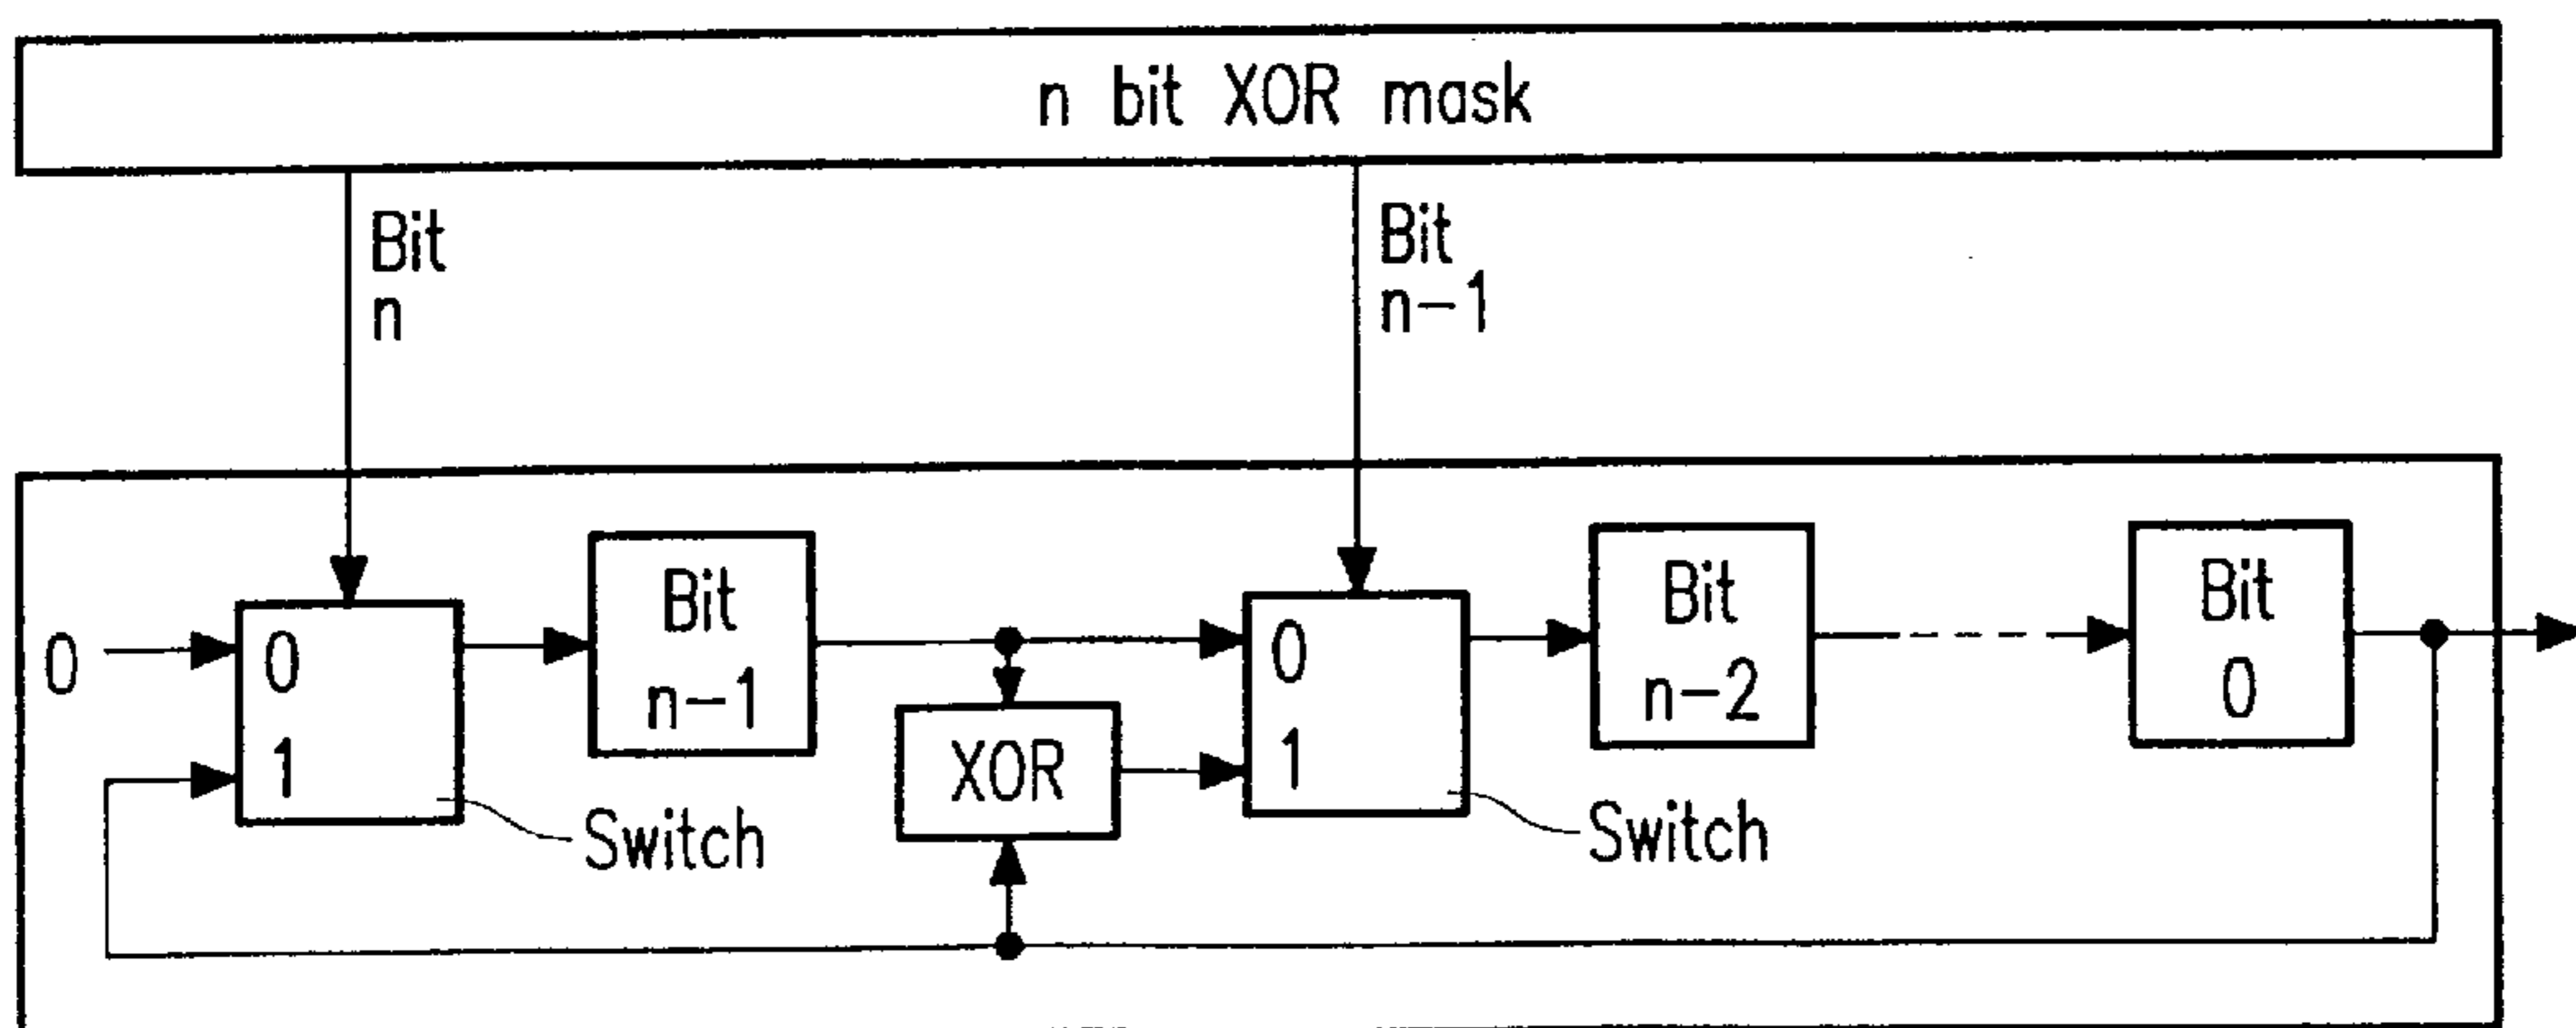 n bit XOR mask
Bit
n
Bit
n-1
0
0
1
Switch
Bit
n-1
XOR
0
1
Switch
Bit
n-2
Bit
0